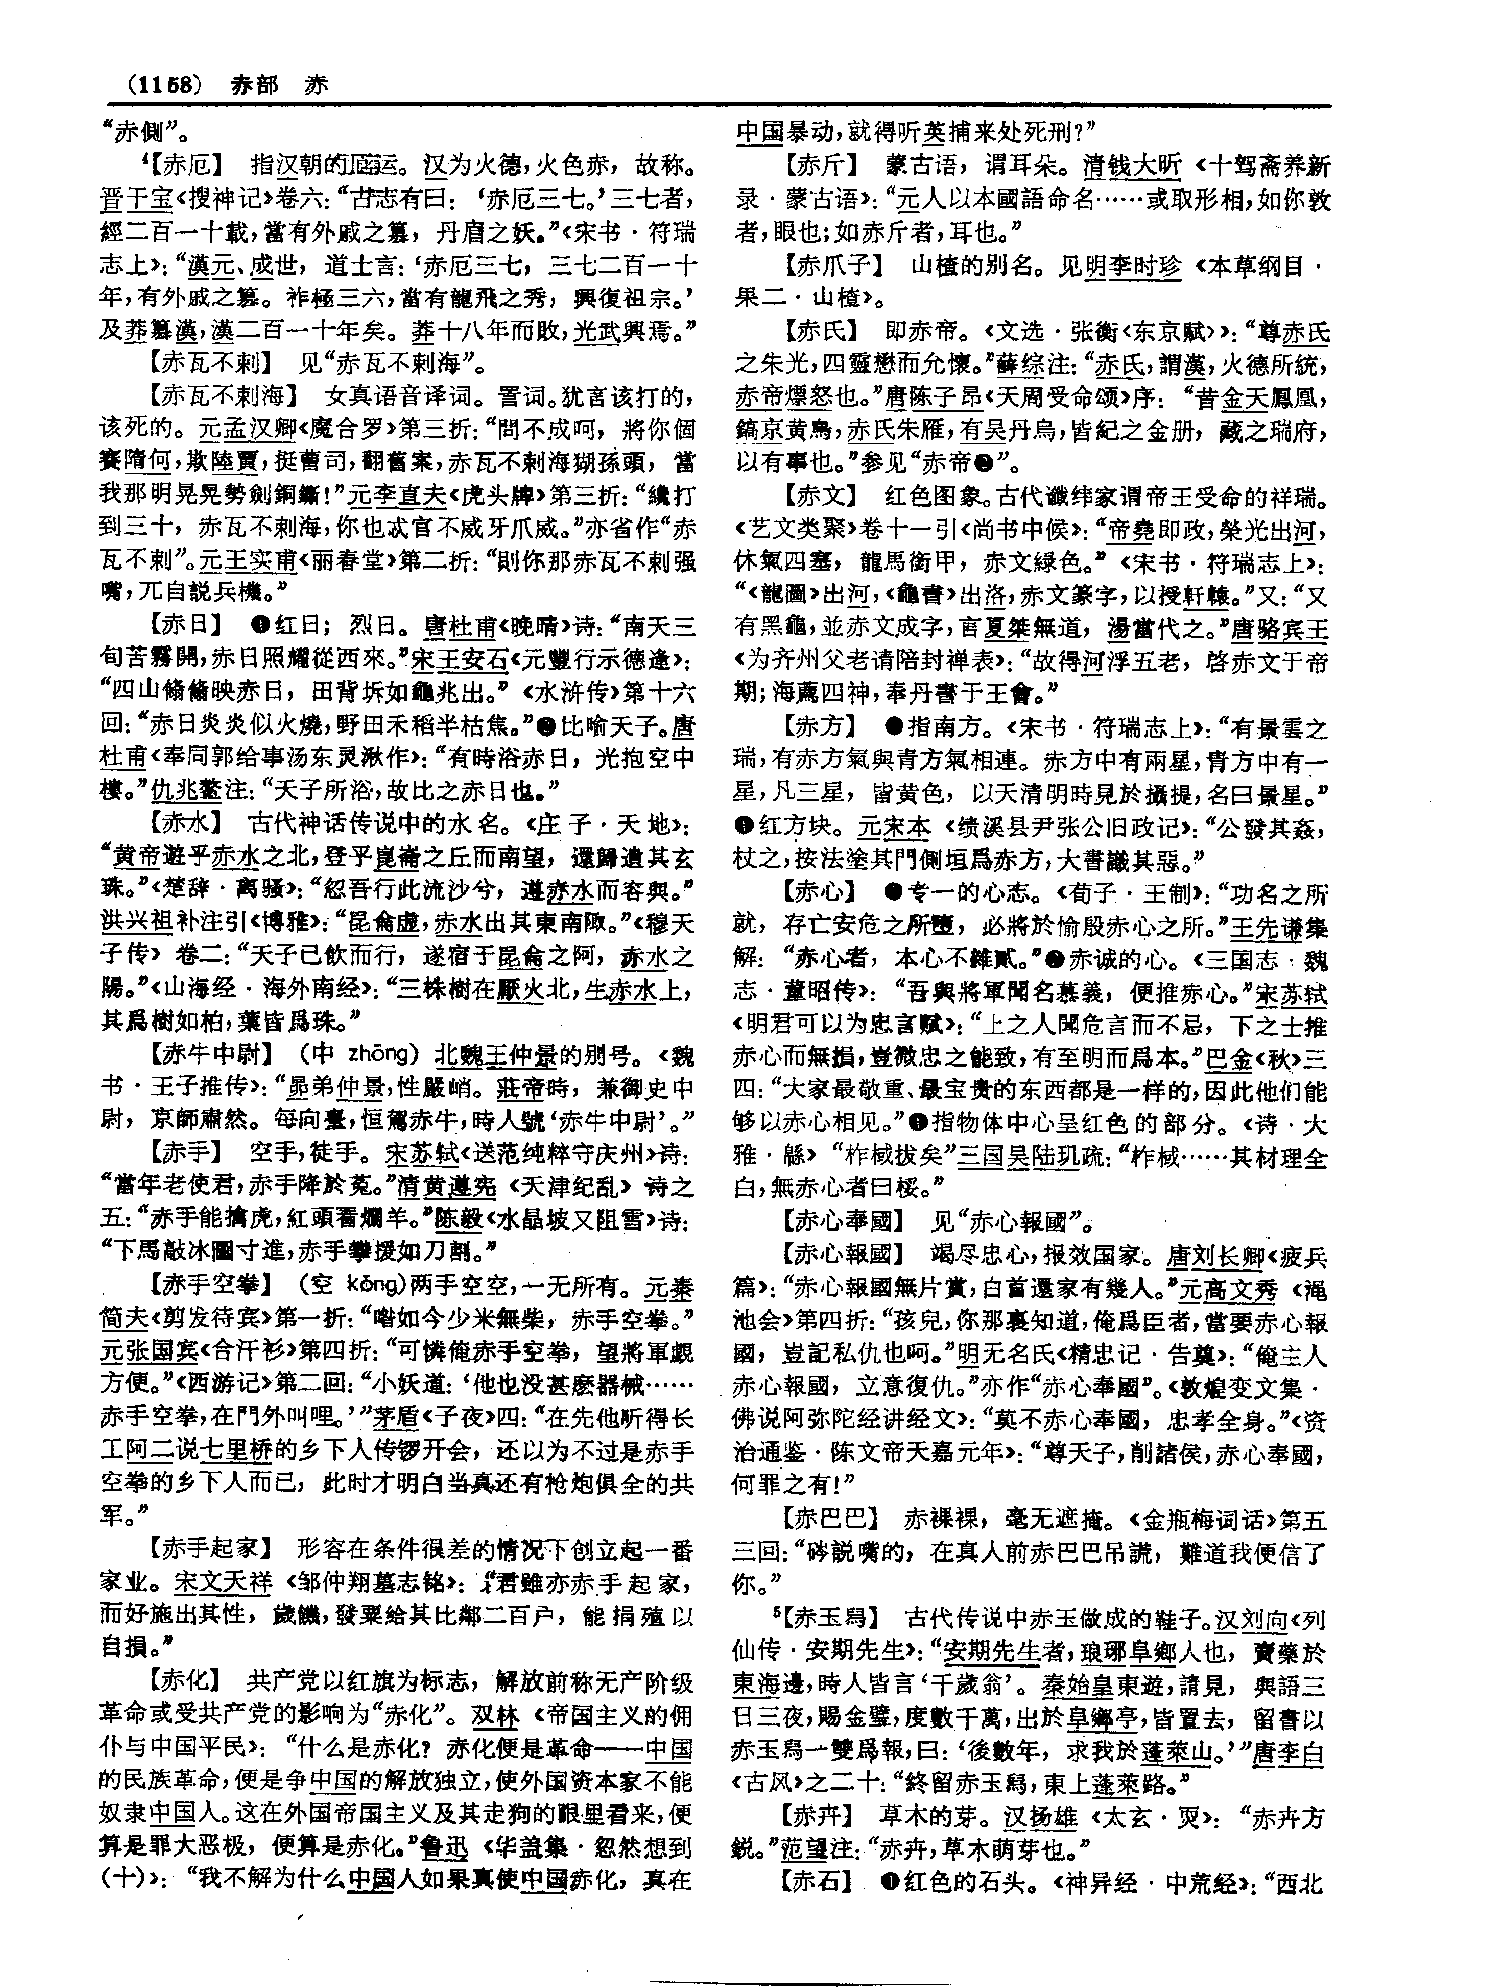 （1158） 赤部 赤
“赤側”。
⁴【赤厄】 指汉朝的厄运。汉为火德，火色赤，故称。
晋干宝《搜神记》卷六：“古志有曰：‘赤厄三七。’三七者，
經二百一十載，當有外戚之篡，丹眉之妖。”《宋书·符瑞
志上》：“漢元、成世，道士言：‘赤厄三七，三七二百一十
年，有外戚之篡。祚極三六，當有龍飛之秀，興復祖宗。’
及莽篡漢，漢二百一十年矣。莽十八年而敗，光武興焉。”
【赤瓦不剌】 见“赤瓦不剌海”。
【赤瓦不剌海】 女真语音译词。詈词。犹言该打的，
该死的。元孟汉卿《魔合罗》第三折：“問不成呵，將你個
賽隋何，欺陸賈，挺曹司，翻舊案，赤瓦不剌海猢孫頭，當
我那明晃晃勢劍銅鍘！”元李直夫《虎头牌》第三折：“纔打
到三十，赤瓦不剌海，你也忒官不威牙爪威。”亦省作“赤
瓦不剌”。元王实甫《丽春堂》第二折：“則你那赤瓦不剌强
嘴，兀自説兵機。”
【赤日】 ❶红日；烈日。唐杜甫《晚晴》诗：“南天三
旬苦霧開，赤日照耀從西來。”宋王安石《元豐行示德逢》：
“四山翛翛映赤日，田背坼如龜兆出。”《水浒传》第十六
回：“赤日炎炎似火燒，野田禾稻半枯焦。”❷比喻天子。唐
杜甫《奉同郭给事汤东灵湫作》：“有時浴赤日，光抱空中
樓。”仇兆鳌注：“天子所浴，故比之赤日也。”
【赤水】 古代神话传说中的水名。《庄子·天地》：
“黄帝遊乎赤水之北，登乎崑崙之丘而南望，還歸遺其玄
珠。”《楚辞·离骚》：“忽吾行此流沙兮，遵赤水而容與。”
洪兴祖补注引《博雅》：“昆侖虚，赤水出其東南陬。”《穆天
子传》卷二：“天子已飲而行，遂宿于昆侖之阿，赤水之
陽。”《山海经·海外南经》：“三株樹在厭火北，生赤水上，
其爲樹如柏，葉皆爲珠。”
【赤牛中尉】 （中 zhōng）北魏王仲景的别号。《魏
书·王子推传》：“昴弟仲景，性嚴峭。莊帝時，兼御史中
尉，京師肅然。每向臺，恒駕赤牛，時人號‘赤牛中尉’。”
【赤手】 空手，徒手。宋苏轼《送范纯粹守庆州》诗：
“當年老使君，赤手降於菟。”清黄遵宪《天津纪乱》诗之
五：“赤手能擒虎，紅頭看爛羊。”陈毅《水晶坡又阻雪》诗：
“下馬敲冰圖寸進，赤手攀援如刀割。”
【赤手空拳】 （空 kōng）两手空空，一无所有。元秦
简夫《剪发待宾》第一折：“喒如今少米無柴，赤手空拳。”
元张国宾《合汗衫》第四折：“可憐俺赤手空拳，望將軍覷
方便。”《西游记》第二回：“小妖道：‘他也没甚麽器械……
赤手空拳，在門外叫哩。’”茅盾《子夜》四：“在先他听得长
工阿二说七里桥的乡下人传锣开会，还以为不过是赤手
空拳的乡下人而已，此时才明白当真还有枪炮俱全的共
军。”
【赤手起家】 形容在条件很差的情况下创立起一番
家业。宋文天祥《邹仲翔墓志铭》：“君雖亦赤手起家，
而好施出其性，歲饑，發粟給其比鄰二百户，能捐殖以
自損。”
【赤化】 共产党以红旗为标志，解放前称无产阶级
革命或受共产党的影响为“赤化”。双林《帝国主义的佣
仆与中国平民》：“什么是赤化？赤化便是革命——中国
的民族革命，便是争中国的解放独立，使外国资本家不能
奴隶中国人。这在外国帝国主义及其走狗的眼里看来，便
算是罪大恶极，便算是赤化。”鲁迅《华盖集·忽然想到
（十）》：“我不解为什么中国人如果真使中国赤化，真在
中国暴动，就得听英捕来处死刑？”
【赤斤】 蒙古语，谓耳朵。清钱大昕《十驾斋养新
录·蒙古语》：“元人以本國語命名……或取形相，如你敦
者，眼也；如赤斤者，耳也。”
【赤爪子】 山楂的别名。见明李时珍《本草纲目·
果二·山楂》。
【赤氏】 即赤帝。《文选·张衡〈东京赋〉》：“尊赤氏
之朱光，四靈懋而允懷。”薛综注：“赤氏，謂漢，火德所統，
赤帝熛怒也。”唐陈子昂《大周受命颂》序：“昔金天鳳凰，
鎬京黄鳥，赤氏朱雁，有吴丹烏，皆紀之金册，藏之瑞府，
以有事也。”参见“赤帝❷”。
【赤文】 红色图象。古代谶纬家谓帝王受命的祥瑞。
《艺文类聚》卷十一引《尚书中候》：“帝堯即政，榮光出河，
休氣四塞，龍馬銜甲，赤文緑色。”《宋书·符瑞志上》：
“《龍圖》出河，《龜書》出洛，赤文篆字，以授軒轅。”又：“又
有黑龜，並赤文成字，言夏桀無道，湯當代之。”唐骆宾王
《为齐州父老请陪封禅表》：“故得河浮五老，啓赤文于帝
期；海薦四神，奉丹書于王會。”
【赤方】 ❶指南方。《宋书·符瑞志上》：“有景雲之
瑞，有赤方氣與青方氣相連。赤方中有兩星，青方中有一
星，凡三星，皆黄色，以天清明時見於攝提，名曰景星。”
❷红方块。元宋本《绩溪县尹张公旧政记》：“公發其姦，
杖之，按法塗其門側垣爲赤方，大書識其惡。”
【赤心】 ❶专一的心志。《荀子·王制》：“功名之所
就，存亡安危之所墮，必將於愉殷赤心之所。”王先谦集
解：“赤心者，本心不雜貳。”❷赤诚的心。《三国志·魏
志·董昭传》：“吾與將軍聞名慕義，便推赤心。”宋苏轼
《明君可以为忠言赋》：“上之人聞危言而不忌，下之士推
赤心而無損，豈微忠之能致，有至明而爲本。”巴金《秋》三
四：“大家最敬重、最宝贵的东西都是一样的，因此他们能
够以赤心相见。”❸指物体中心呈红色的部分。《诗·大
雅·緜》“柞棫拔矣”三国吴陆玑疏：“柞棫……其材理全
白，無赤心者曰桵。”
【赤心奉國】 见“赤心報國”。
【赤心報國】 竭尽忠心，报效国家。唐刘长卿《疲兵
篇》：“赤心報國無片賞，白首還家有幾人。”元高文秀《渑
池会》第四折：“孩兒，你那裏知道，俺爲臣者，當要赤心報
國，豈記私仇也呵。”明无名氏《精忠记·告奠》：“俺主人
赤心報國，立意復仇。”亦作“赤心奉國”。《敦煌变文集·
佛说阿弥陀经讲经文》：“莫不赤心奉國，忠孝全身。”《资
治通鉴·陈文帝天嘉元年》：“尊天子，削諸侯，赤心奉國，
何罪之有！”
【赤巴巴】 赤裸裸，毫无遮掩。《金瓶梅词话》第五
三回：“硶説嘴的，在真人前赤巴巴吊謊，難道我便信了
你。”
⁵【赤玉舄】 古代传说中赤玉做成的鞋子。汉刘向《列
仙传·安期先生》：“安期先生者，琅琊阜鄉人也，賣藥於
東海邊，時人皆言‘千歲翁’。秦始皇東遊，請見，與語三
日三夜，賜金璧，度數千萬，出於阜鄉亭，皆置去，留書以
赤玉舄一雙爲報，曰：‘後數年，求我於蓬萊山。’”唐李白
《古风》之二十：“終留赤玉舄，東上蓬萊路。”
【赤卉】 草木的芽。汉扬雄《太玄·耎》：“赤卉方
鋭。”范望注：“赤卉，草木萌芽也。”
【赤石】 ❶红色的石头。《神异经·中荒经》：“西北